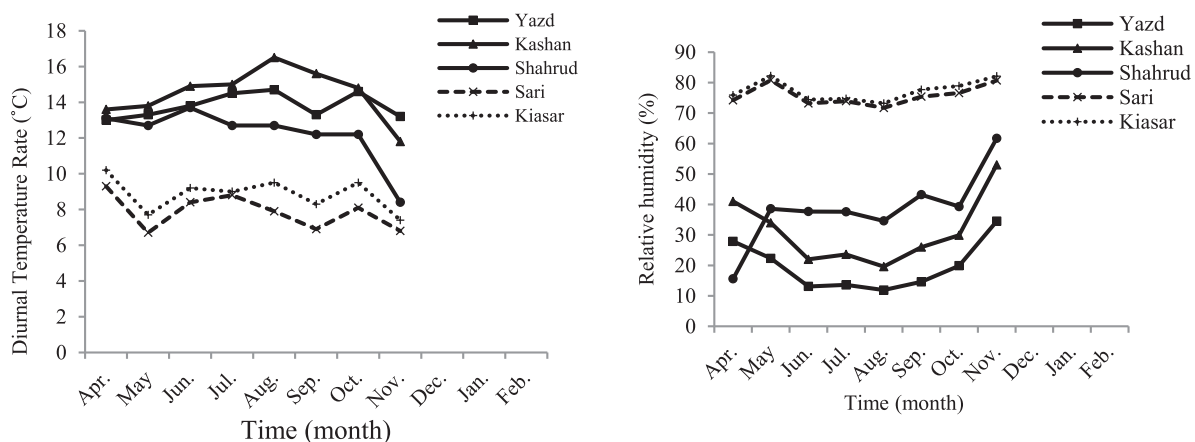 18
16
14
12
10
8
6
4
2
0
Diurnal Temperature Rate (˚C)
Apr.
May
Jun.
Jul.
Aug.
Sep.
Oct.
Nov.
Dec.
Jan.
Feb.
Time (month)
Yazd
Kashan
Shahrud
Sari
Kiasar
90
80
70
60
50
40
30
20
10
0
Relative humidity (%)
Apr.
May
Jun.
Jul.
Aug.
Sep.
Oct.
Nov.
Dec.
Jan.
Feb.
Time (month)
Yazd
Kashan
Shahrud
Sari
Kiasar